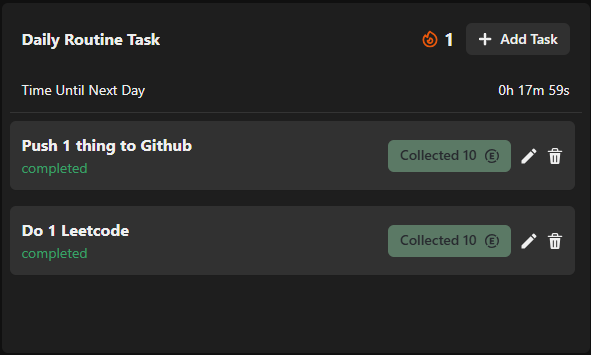 Daily Routine Task
1
Add Task
Time Until Next Day
0h 17m 59s
Push 1 thing to Github
completed
Collected 10 E
Do 1 Leetcode
completed
Collected 10 E